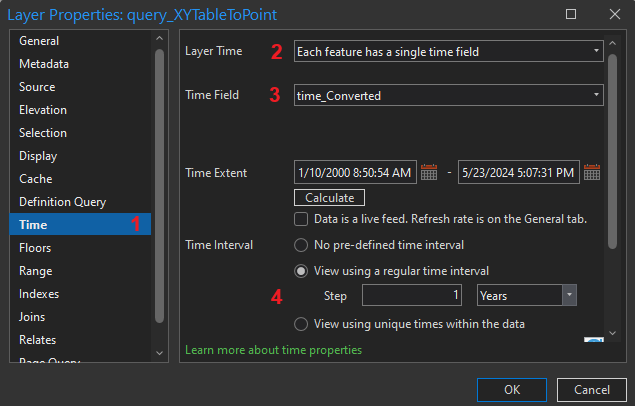 Layer Properties: query_XYTableToPoint
General
Metadata
Source
Elevation
Selection
Display
Cache
Definition Query
Time 1
Floors
Range
Indexes
Joins
Relates
Page Query
Layer Time 2 Each feature has a single time field
Time Field 3 time_Converted
Time Extent 1/10/2000 8:50:54 AM - 5/23/2024 5:07:31 PM
Calculate
Data is a live feed. Refresh rate is on the General tab.
Time Interval No pre-defined time interval
View using a regular time interval
4 Step 1 Years
View using unique times within the data
Learn more about time properties
OK Cancel